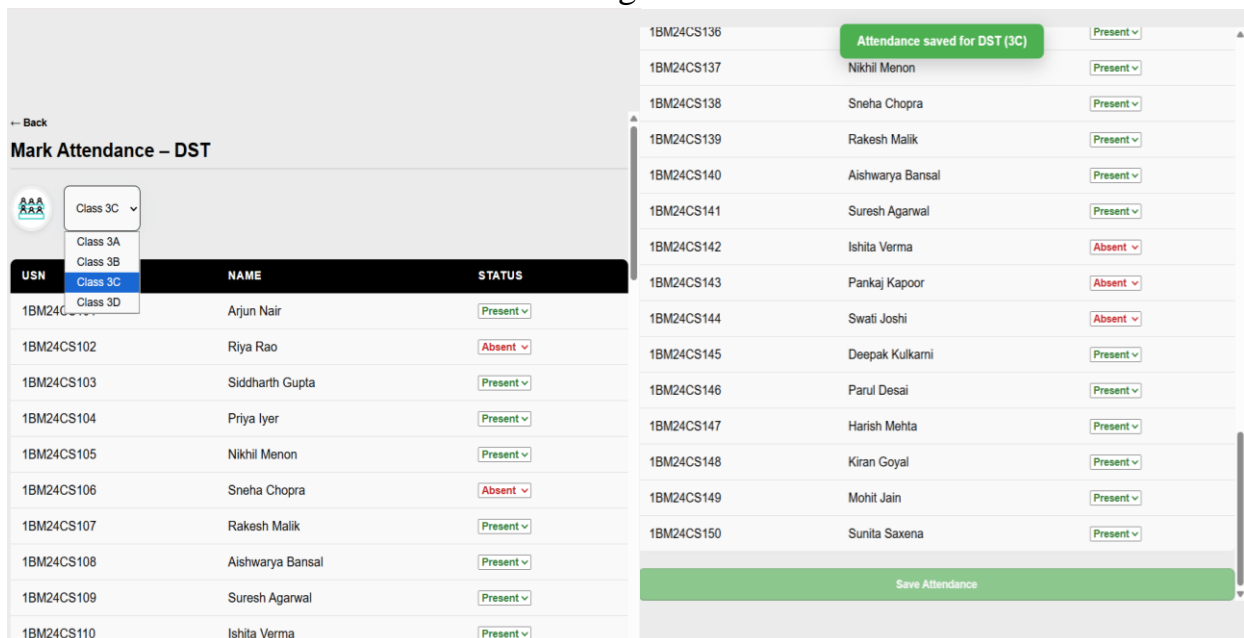 ← Back
Mark Attendance – DST
Class 3C
Class 3A
Class 3B
Class 3C
Class 3D
USN NAME STATUS
Arjun Nair Present
1BM24CS102 Riya Rao Absent
1BM24CS103 Siddharth Gupta Present
1BM24CS104 Priya Iyer Present
1BM24CS105 Nikhil Menon Present
1BM24CS106 Sneha Chopra Absent
1BM24CS107 Rakesh Malik Present
1BM24CS108 Aishwarya Bansal Present
1BM24CS109 Suresh Agarwal Present
1BM24CS110 Ishita Verma Present
1BM24CS136 Present
Attendance saved for DST (3C)
1BM24CS137 Nikhil Menon Present
1BM24CS138 Sneha Chopra Present
1BM24CS139 Rakesh Malik Present
1BM24CS140 Aishwarya Bansal Present
1BM24CS141 Suresh Agarwal Present
1BM24CS142 Ishita Verma Absent
1BM24CS143 Pankaj Kapoor Absent
1BM24CS144 Swati Joshi Absent
1BM24CS145 Deepak Kulkarni Present
1BM24CS146 Parul Desai Present
1BM24CS147 Harish Mehta Present
1BM24CS148 Kiran Goyal Present
1BM24CS149 Mohit Jain Present
1BM24CS150 Sunita Saxena Present
Save Attendance